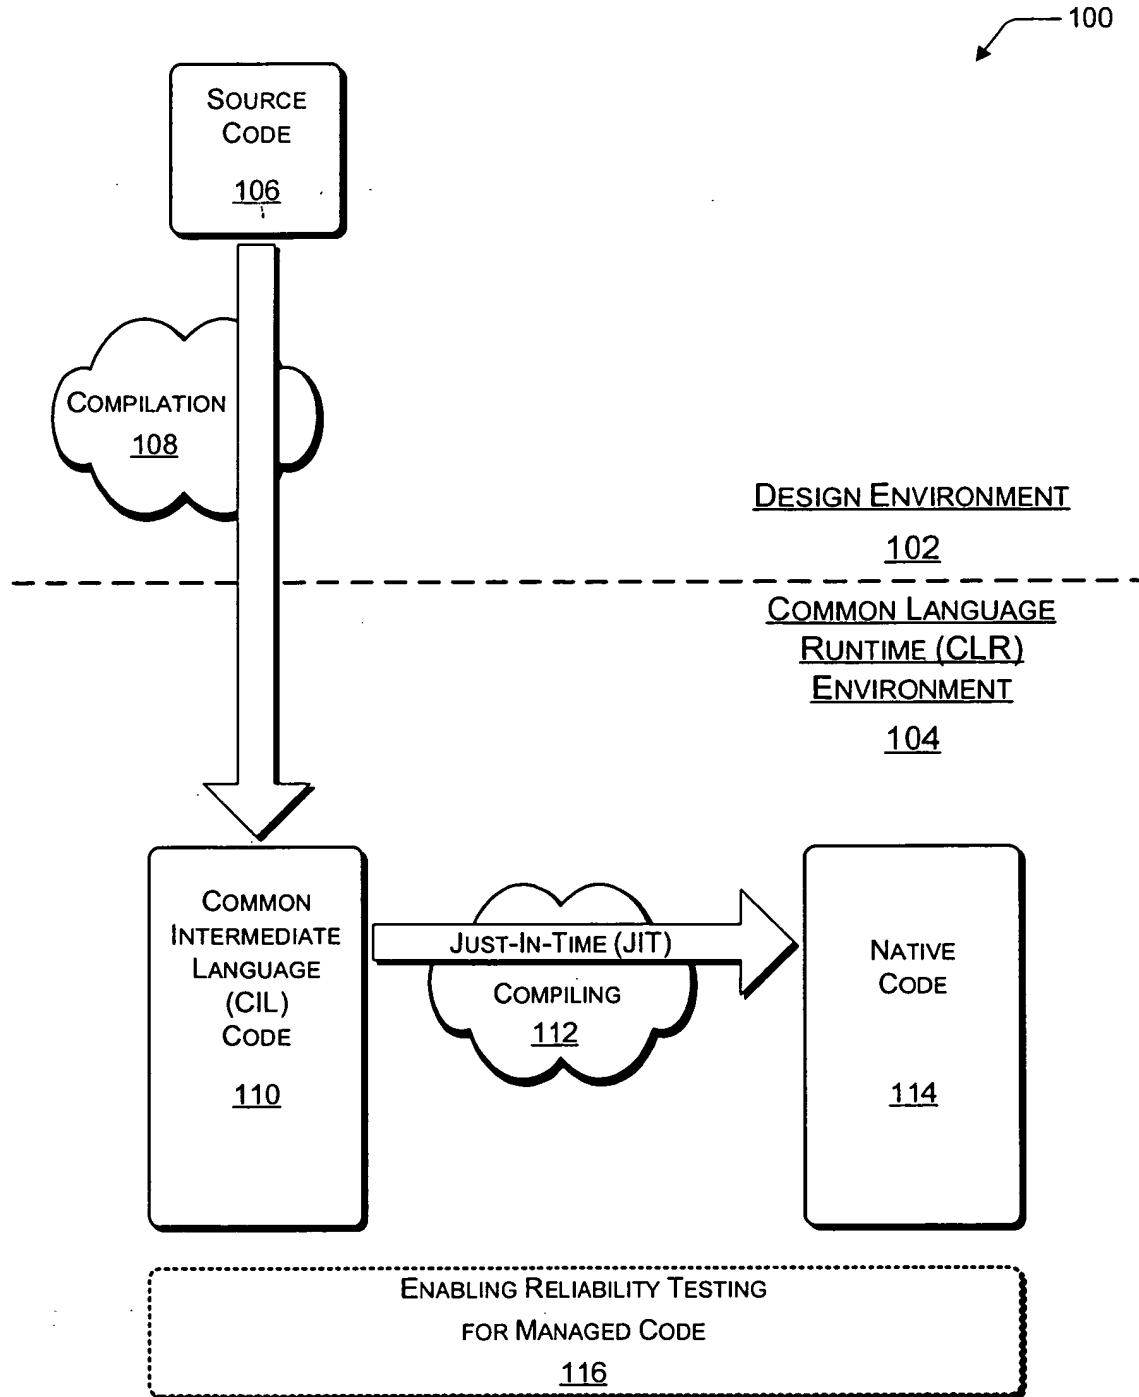 100
SOURCE
CODE
106
COMPILATION
108
DESIGN ENVIRONMENT
102
COMMON LANGUAGE
RUNTIME (CLR)
ENVIRONMENT
104
COMMON
INTERMEDIATE
LANGUAGE
(CIL)
CODE
110
JUST-IN-TIME (JIT)
COMPILING
112
NATIVE
CODE
114
ENABLING RELIABILITY TESTING
FOR MANAGED CODE
116